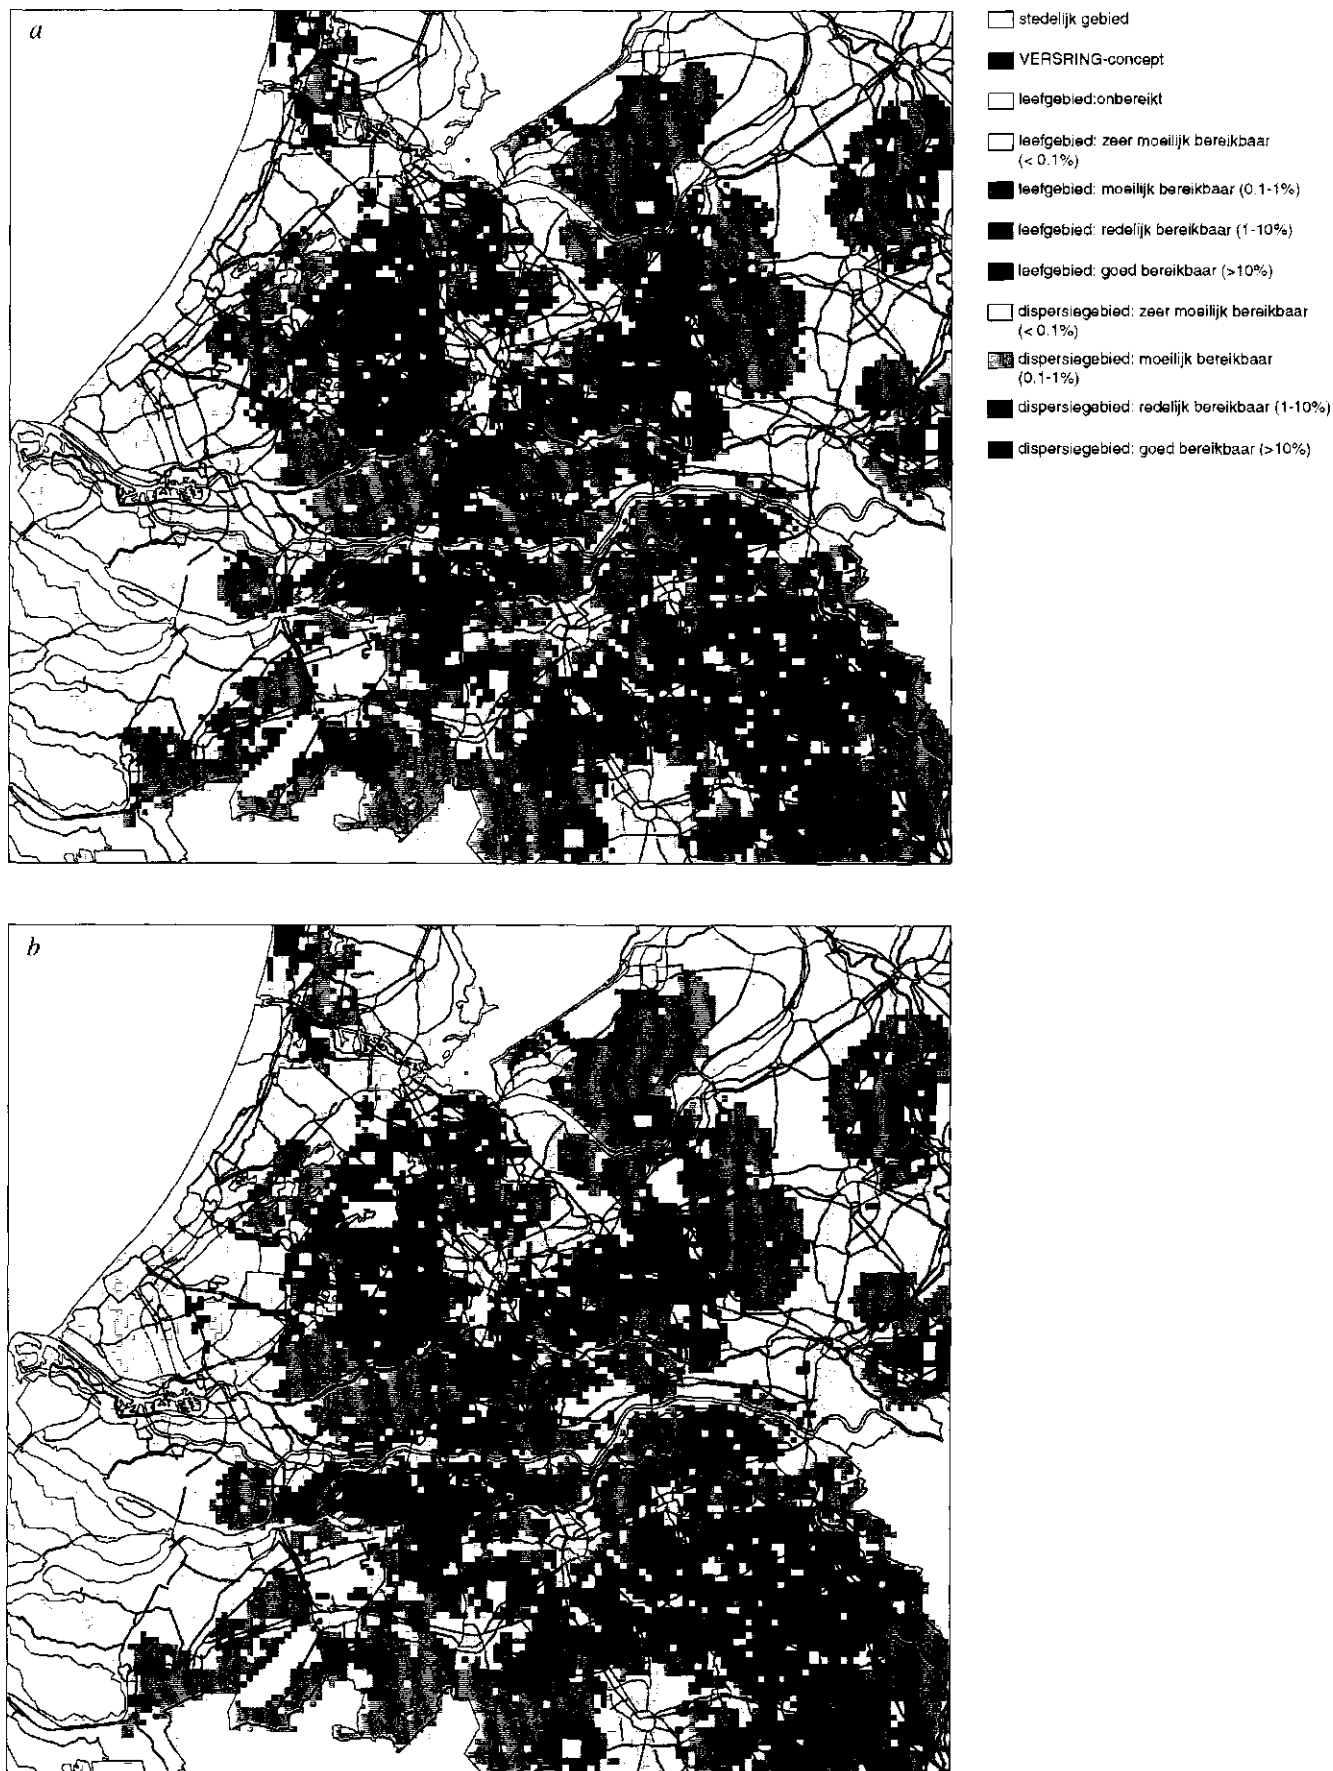 a
stedelijk gebied
VERSRING-concept
leefgebied:onbereikt
leefgebied: zeer moeilijk bereikbaar
(< 0.1%)
leefgebied: moeilijk bereikbaar (0.1-1%)
leefgebied: redelijk bereikbaar (1-10%)
leefgebied: goed bereikbaar (>10%)
dispersiegebied: zeer moeilijk bereikbaar
(< 0.1%)
dispersiegebied: moeilijk bereikbaar
(0.1-1%)
dispersiegebied: redelijk bereikbaar (1-10%)
dispersiegebied: goed bereikbaar (>10%)
b